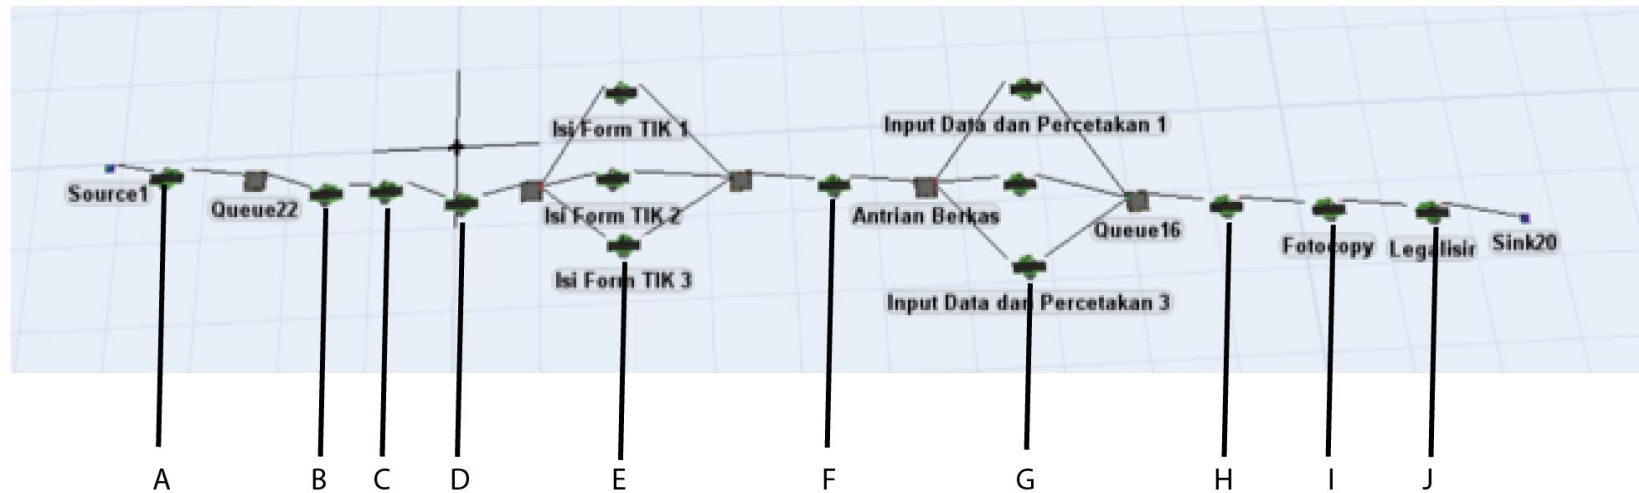 Isi Form TIK 1
Input Data dan Percetakan 1
Source1
Queue22
Isi Form TIK 2
Antrian Berkas
Queue16
Fotocopy
Legalisir
Sink20
Isi Form TIK 3
Input Data dan Percetakan 3
A
B
C
D
E
F
G
H
I
J